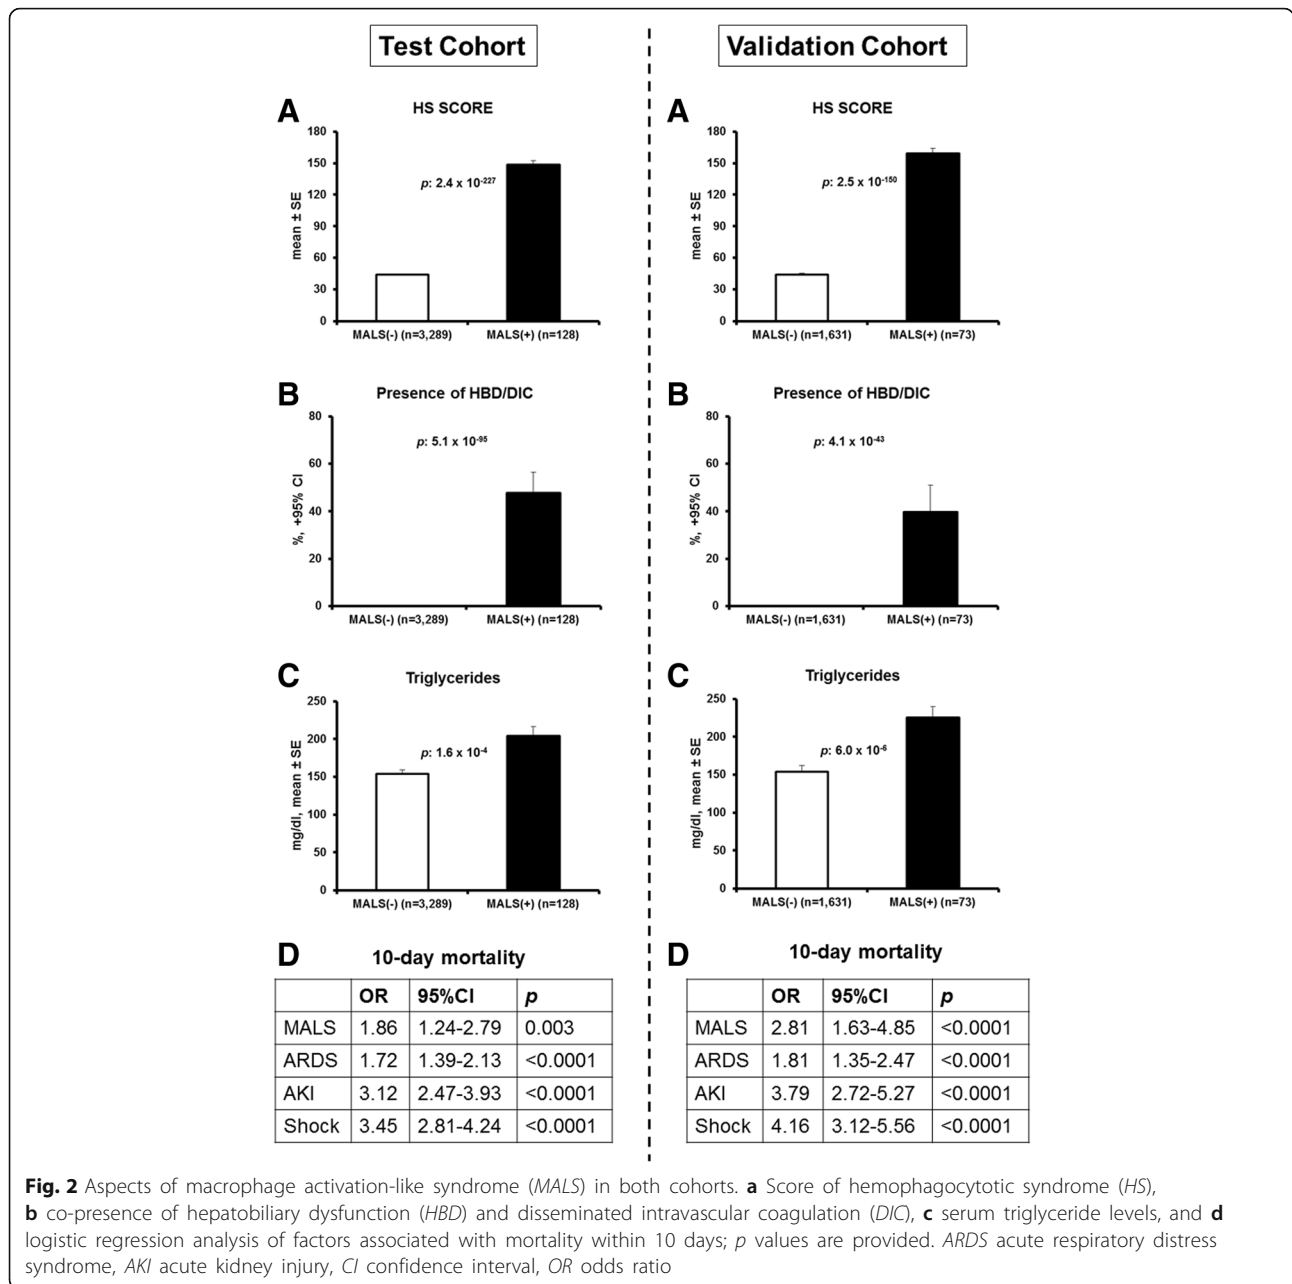 Test Cohort
A
HS SCORE
mean ± SE
180
150
120
90
60
30
0
p: 2.4 x 10-227
MALS(-) (n=3,289) MALS(+) (n=128)
B
Presence of HBD/DIC
%, +95% CI
80
60
40
20
0
p: 5.1 x 10-95
MALS(-) (n=3,289) MALS(+) (n=128)
C
Triglycerides
mg/dl, mean ± SE
250
200
150
100
50
0
p: 1.6 x 10-4
MALS(-) (n=3,289) MALS(+) (n=128)
D 10-day mortality
OR 95%CI p
MALS 1.86 1.24-2.79 0.003
ARDS 1.72 1.39-2.13 <0.0001
AKI 3.12 2.47-3.93 <0.0001
Shock 3.45 2.81-4.24 <0.0001
Validation Cohort
A
HS SCORE
mean ± SE
180
150
120
90
60
30
0
p: 2.5 x 10-150
MALS(-) (n=1,631) MALS(+) (n=73)
B
Presence of HBD/DIC
%, +95% CI
80
60
40
20
0
p: 4.1 x 10-43
MALS(-) (n=1,631) MALS(+) (n=73)
C
Triglycerides
mg/dl, mean ± SE
250
200
150
100
50
0
p: 6.0 x 10-6
MALS(-) (n=1,631) MALS(+) (n=73)
D 10-day mortality
OR 95%CI p
MALS 2.81 1.63-4.85 <0.0001
ARDS 1.81 1.35-2.47 <0.0001
AKI 3.79 2.72-5.27 <0.0001
Shock 4.16 3.12-5.56 <0.0001
Fig. 2 Aspects of macrophage activation-like syndrome (MALS) in both cohorts. a Score of hemophagocytotic syndrome (HS),
b co-presence of hepatobiliary dysfunction (HBD) and disseminated intravascular coagulation (DIC), c serum triglyceride levels, and d
logistic regression analysis of factors associated with mortality within 10 days; p values are provided. ARDS acute respiratory distress
syndrome, AKI acute kidney injury, CI confidence interval, OR odds ratio